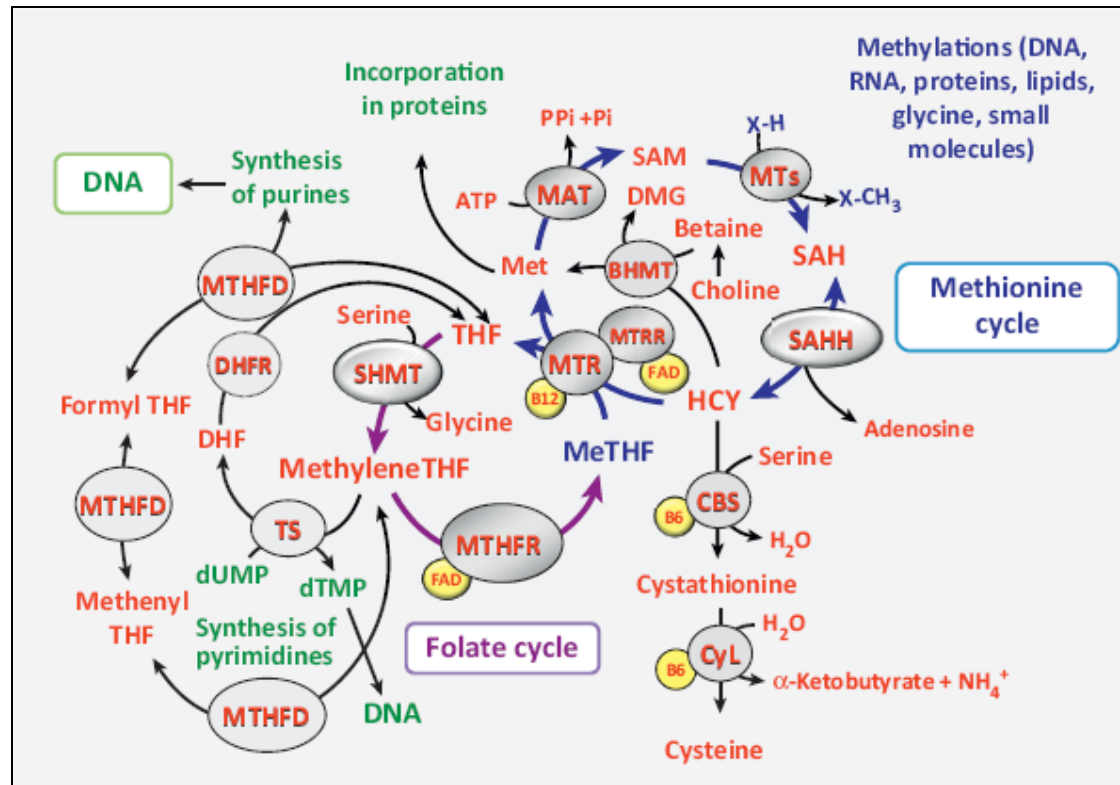 Incorporation
in proteins
Methylations (DNA,
RNA, proteins, lipids,
glycine, small
molecules)
PPi +Pi
X-H
SAM
MTs
DNA
Synthesis
of purines
ATP
MAT
DMG
X-CH₃
Betaine
Met
BHMT
SAH
MTHFD
Choline
Methionine
cycle
Serine
THF
MTRR
SAHH
DHFR
SHMT
MTR
FAD
B12
HCY
Formyl THF
Glycine
Adenosine
DHF
MeTHF
MethyleneTHF
Serine
MTHFD
CBS
B6
TS
MTHFR
H₂O
FAD
dUMP
dTMP
Cystathionine
Methenyl
THF
Synthesis of
pyrimidines
Folate cycle
H₂O
CyL
B6
α-Ketobutyrate + NH₄⁺
MTHFD
DNA
Cysteine